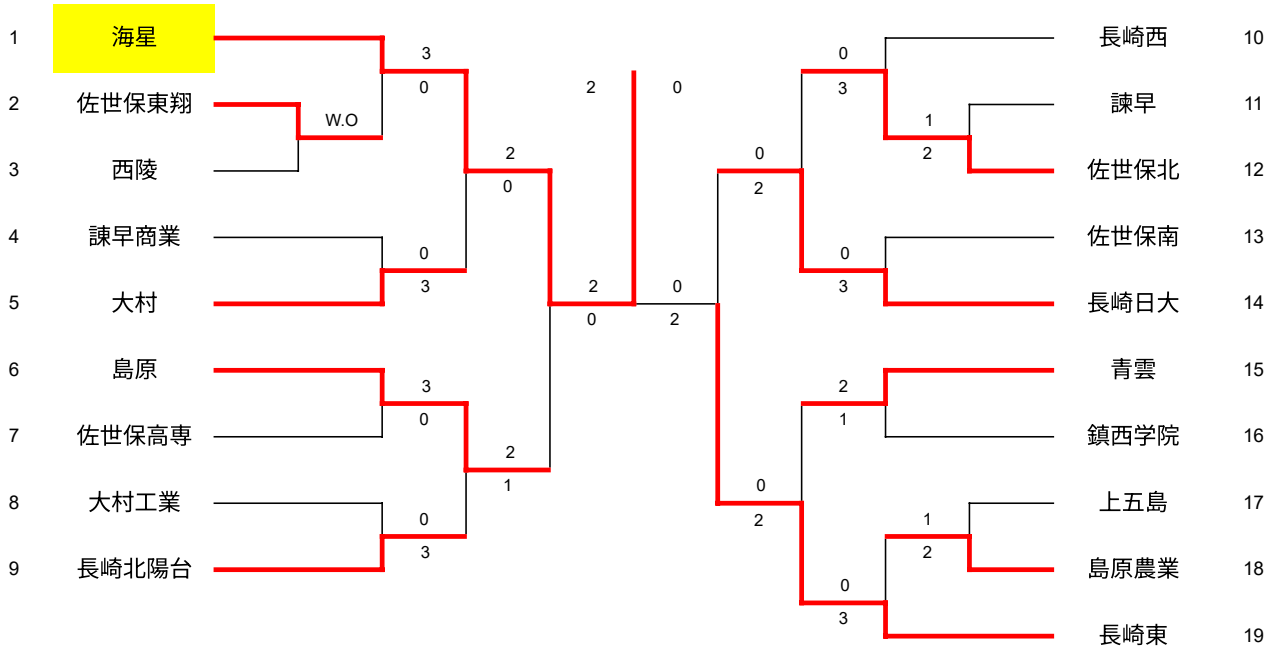 1 海星
3
0
2 佐世保東翔
W.O
3 西陵
2
0
4 諫早商業
0
3
5 大村
2
0
6 島原
3
0
7 佐世保高専
2
1
8 大村工業
0
3
9 長崎北陽台
2 0
0
2
長崎西 10
0
3
諫早 11
1
2
佐世保北 12
0
2
佐世保南 13
0
3
長崎日大 14
青雲 15
2
1
鎮西学院 16
0
2
上五島 17
1
2
島原農業 18
0
3
長崎東 19